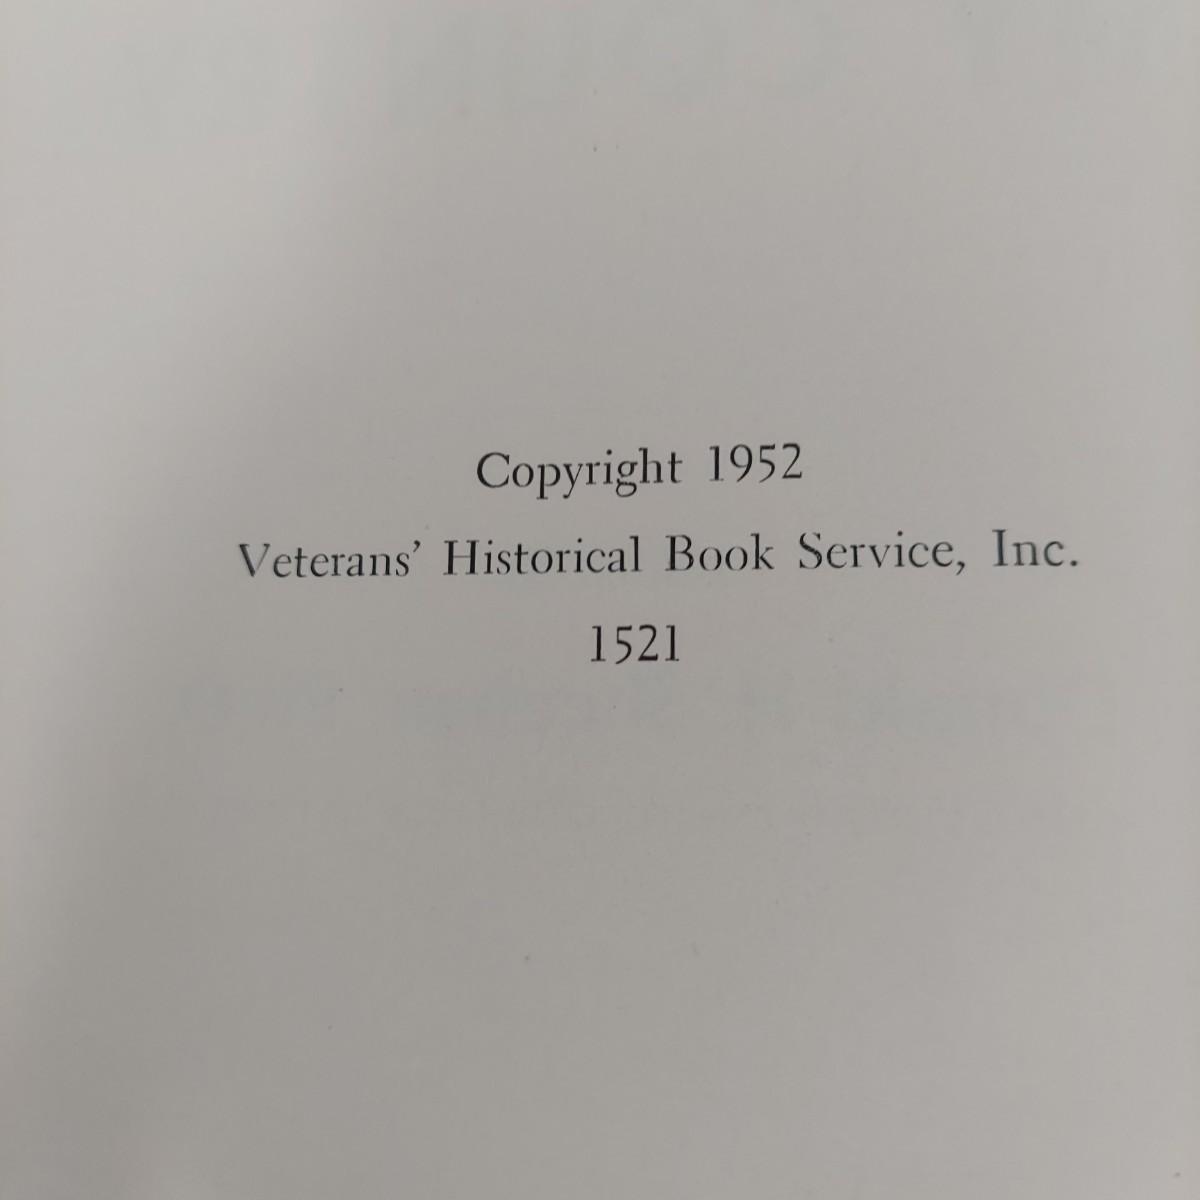 Copyright 1952
Veterans' Historical Book Service, Inc.
1521